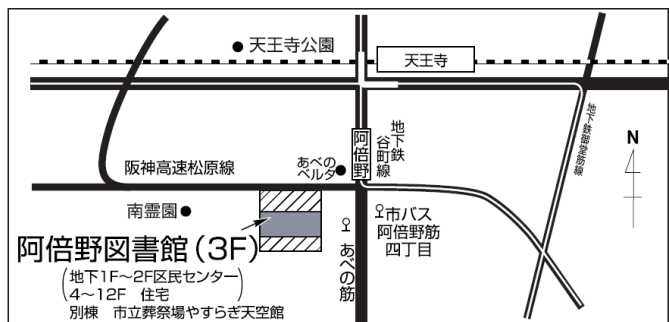 天王寺公園
天王寺
地下鉄御堂筋線
阿倍野
地下鉄
谷町線
あべの
ベルタ
阪神高速松原線
N
南霊園
阿倍野図書館(3F)
(地下1F～2F区民センター
4～12F 住宅)
別棟 市立葬祭場やすらぎ天空館
あべの筋
市バス
阿倍野筋
四丁目